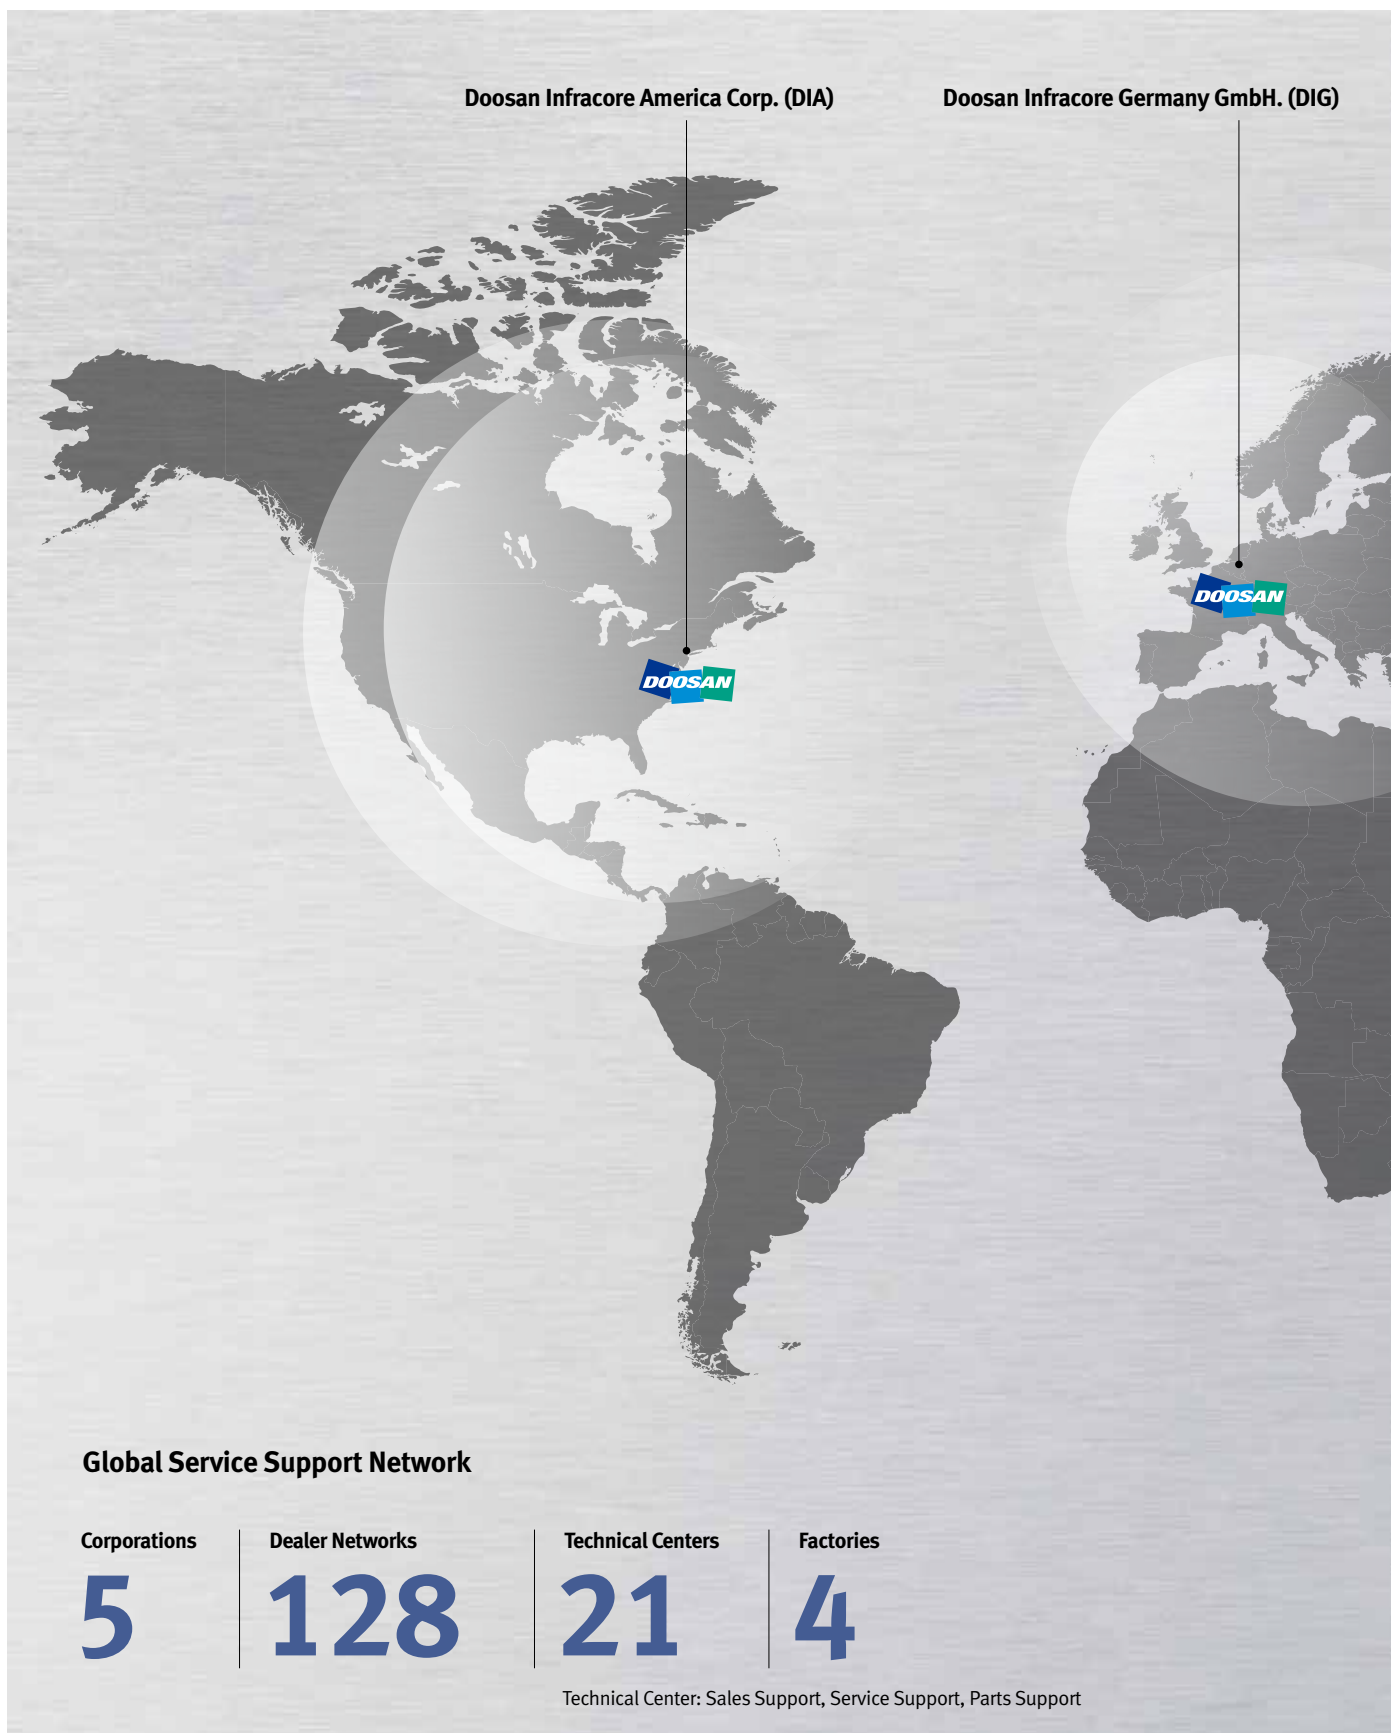 Doosan Infracore America Corp. (DIA)
Doosan Infracore Germany GmbH. (DIG)
DOOSAN
DOOSAN
Global Service Support Network
Corporations
5
Dealer Networks
128
Technical Centers
21
Factories
4
Technical Center: Sales Support, Service Support, Parts Support